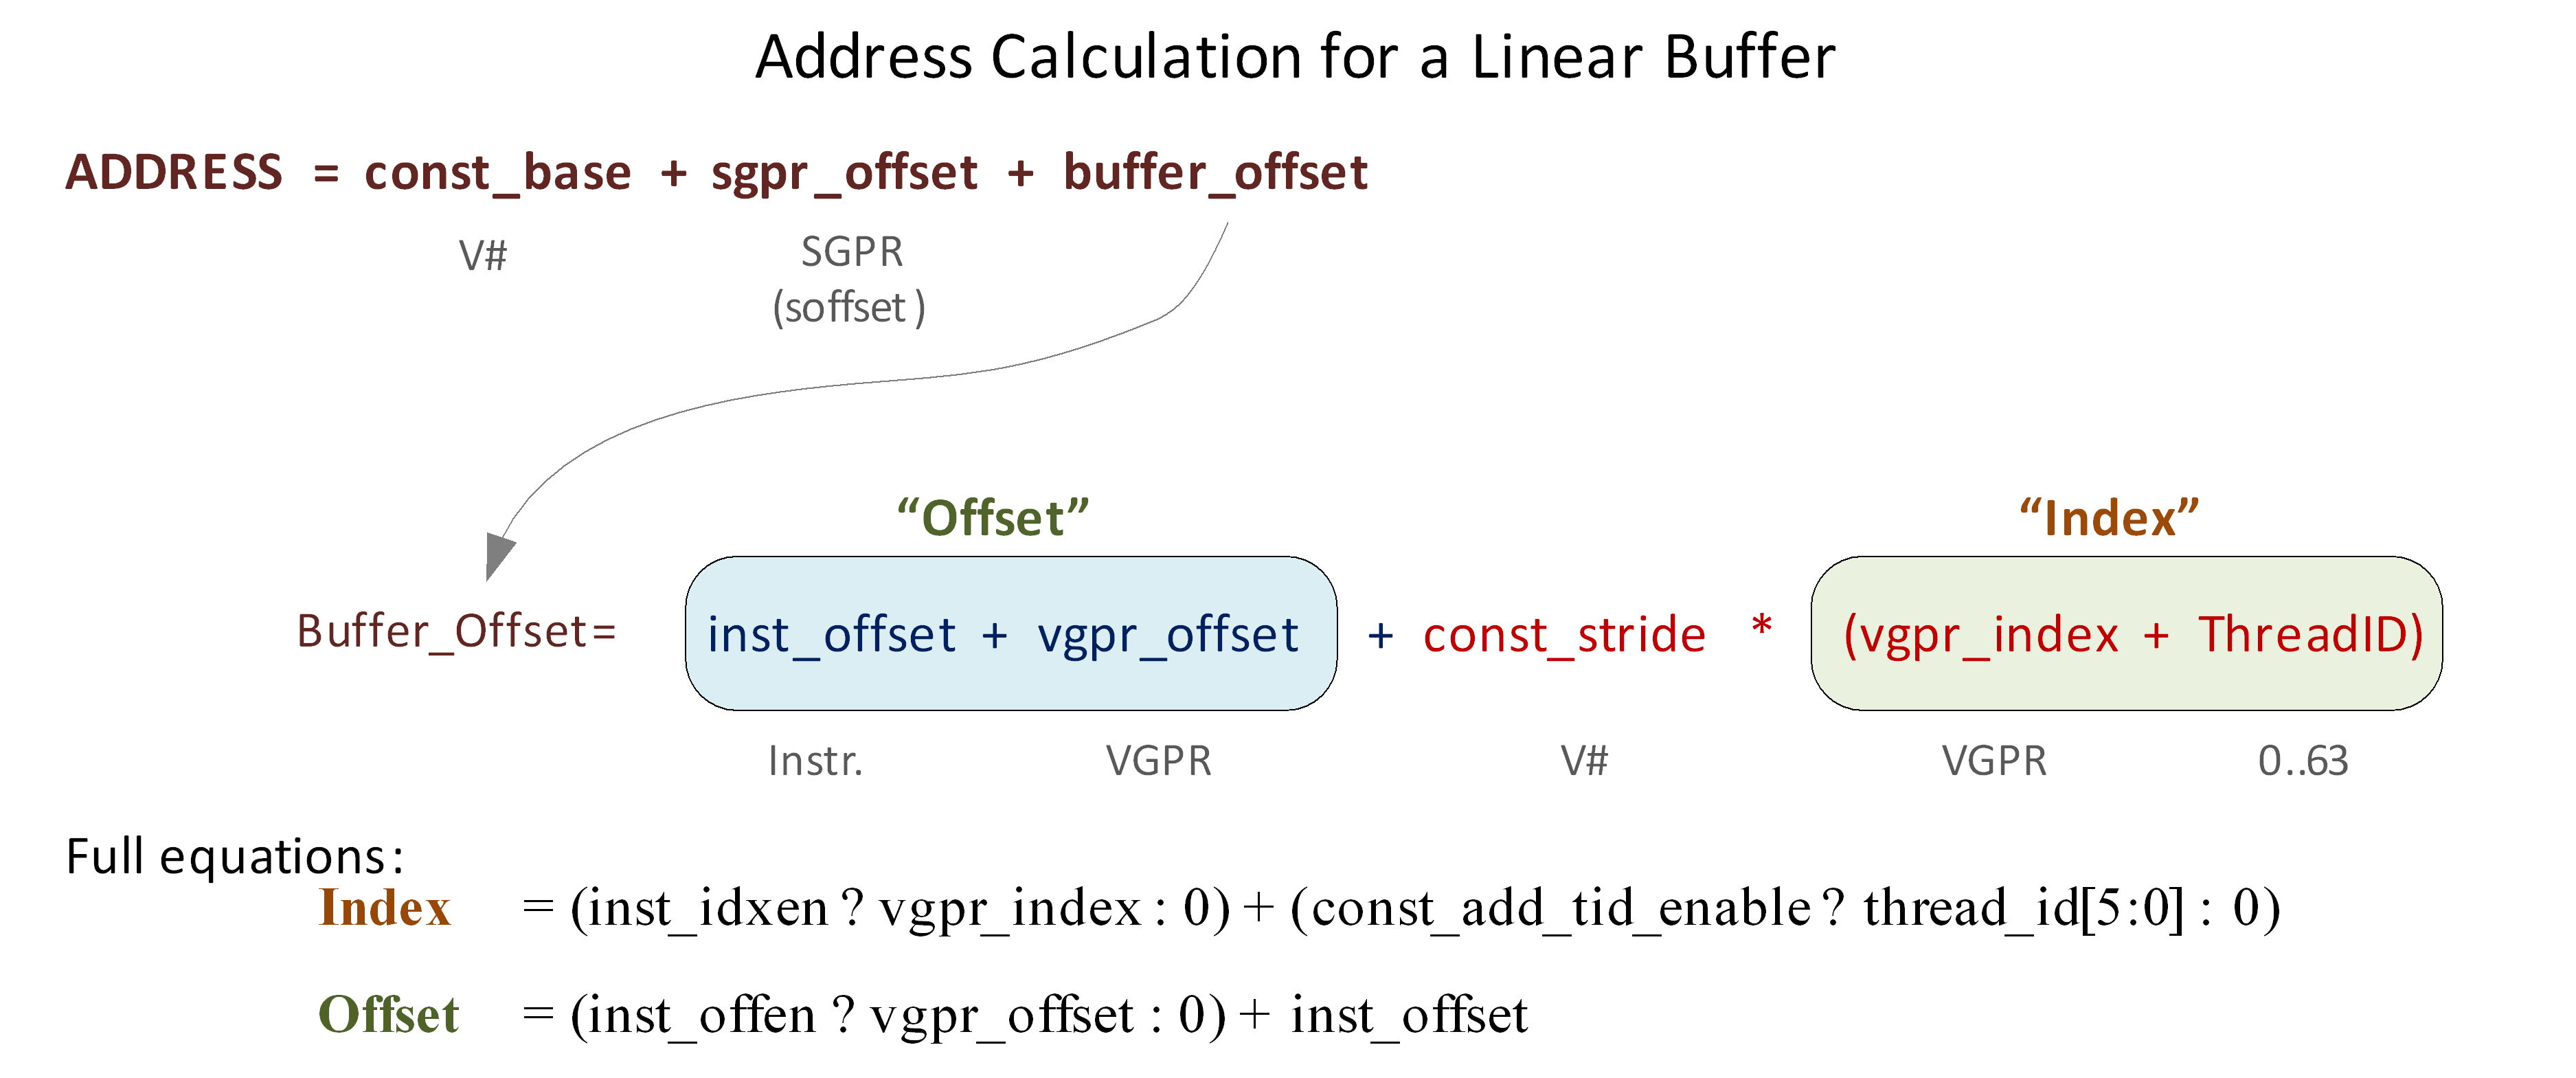 Address Calculation for a Linear Buffer
ADDRESS = const_base + sgpr_offset + buffer_offset
V# SGPR
(soffset)
“Offset” “Index”
Buffer_Offset= inst_offset + vgpr_offset + const_stride * (vgpr_index + ThreadID)
Instr. VGPR V# VGPR 0..63
Full equations:
Index = (inst_idxen ? vgpr_index : 0) + (const_add_tid_enable ? thread_id[5:0] : 0)
Offset = (inst_offen ? vgpr_offset : 0) + inst_offset